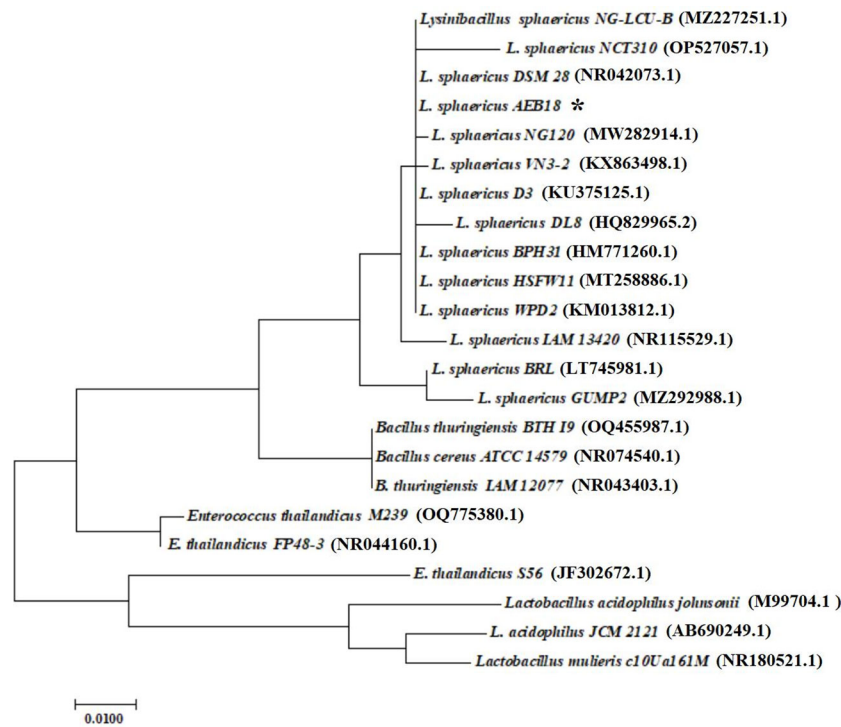 Lysinibacillus sphaericus NG-LCU-B (MZ227251.1)
L. sphaericus NCT310 (OP527057.1)
L. sphaericus DSM 28 (NR042073.1)
L. sphaericus AEB18 *
L. sphaericus NG120 (MW282914.1)
L. sphaericus VN3-2 (KX863498.1)
L. sphaericus D3 (KU375125.1)
L. sphaericus DL8 (HQ829965.2)
L. sphaericus BPH31 (HM771260.1)
L. sphaericus HSFW11 (MT258886.1)
L. sphaericus WPD2 (KM013812.1)
L. sphaericus IAM 13420 (NR115529.1)
L. sphaericus BRL (LT745981.1)
L. sphaericus GUMP2 (MZ292988.1)
Bacillus thuringiensis BTH I9 (OQ455987.1)
Bacillus cereus ATCC 14579 (NR074540.1)
B. thuringiensis IAM 12077 (NR043403.1)
Enterococcus thailandicus M239 (OQ775380.1)
E. thailandicus FP48-3 (NR044160.1)
E. thailandicus S56 (JF302672.1)
Lactobacillus acidophilus johnsonii (M99704.1 )
L. acidophilus JCM 2121 (AB690249.1)
Lactobacillus mulieris c10Ua161M (NR180521.1)
0.0100